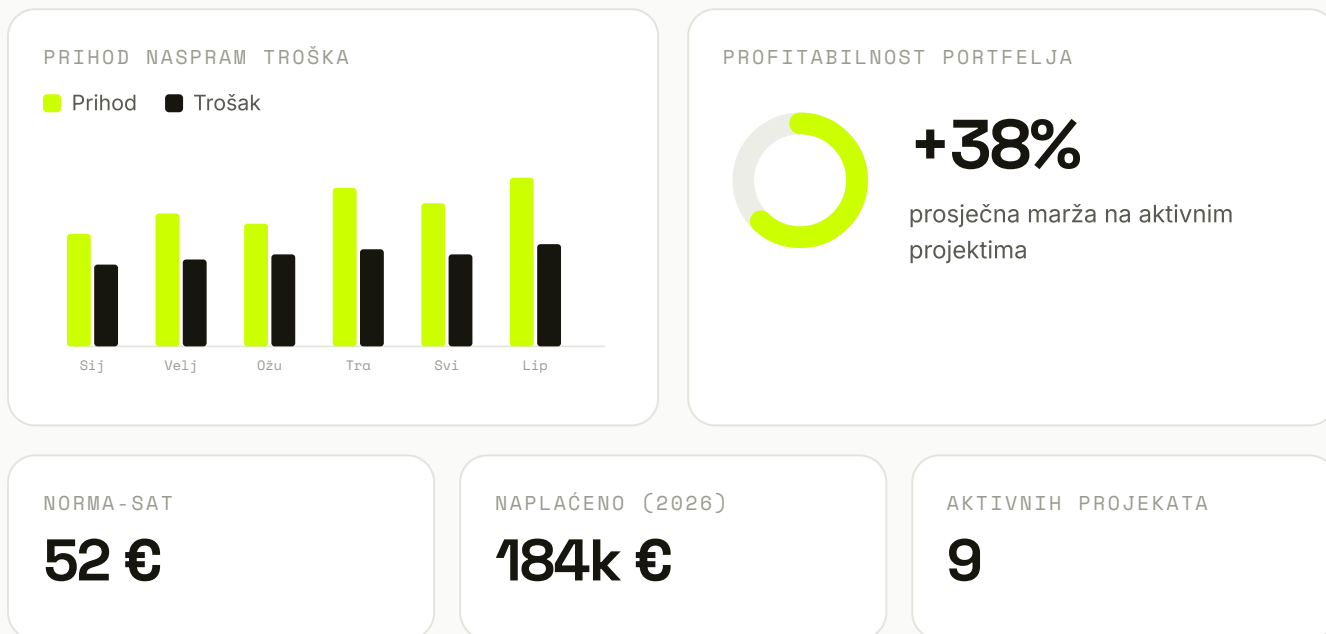 PRIHOD NASPRAM TROŠKA
Prihod Trošak
Sij Velj Ožu Tra Svi Lip
PROFITABILNOST PORTFELJA
+38%
prosječna marža na aktivnim
projektima
NORMA-SAT
52 €
NAPLAĆENO (2026)
184k €
AKTIVNIH PROJEKATA
9